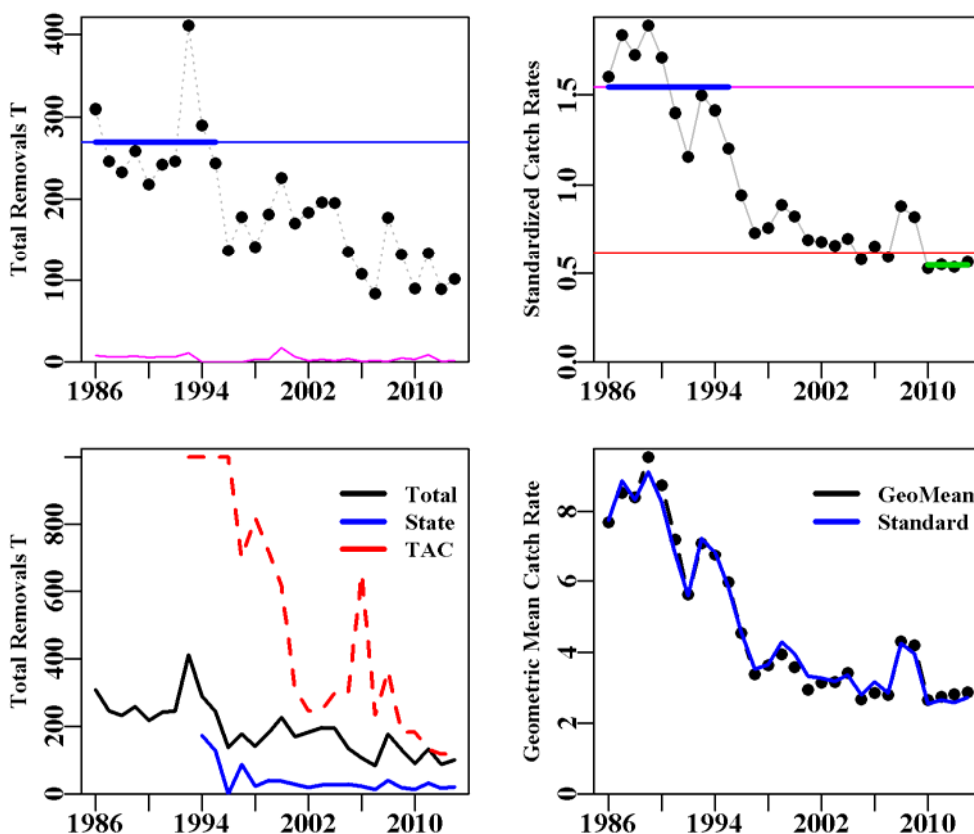 Total Removals T
0 100 200 300 400
1986 1994 2002 2010
Standardized Catch Rates
0.0 0.5 1.0 1.5
1986 1994 2002 2010
Total Removals T
0 200 400 600 800
Total
State
TAC
1986 1994 2002 2010
Geometric Mean Catch Rate
0 2 4 6 8
GeoMean
Standard
1986 1994 2002 2010